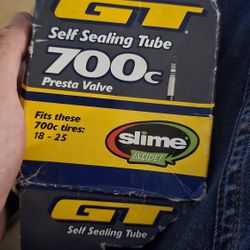 GT
Self Sealing Tube
700c
Presta Valve
Fits these
700c tires:
18 - 25
slime
INSIDE!
GT
Self Sealing Tube